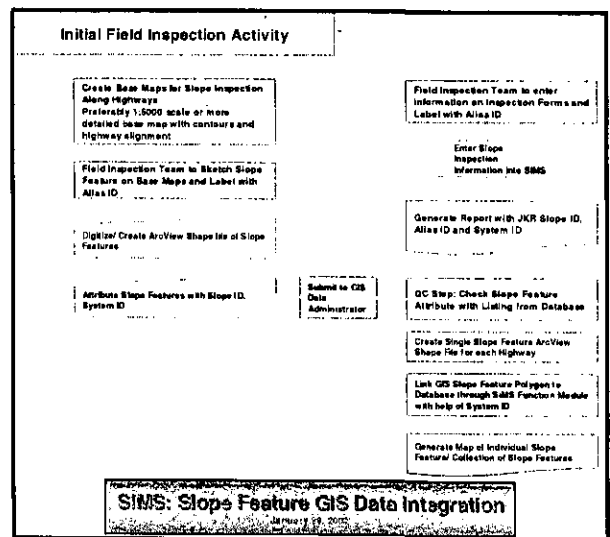 Initial Field Inspection Activity
Create Base Maps for Slope Inspection
Along Highways
Preferably 1:5000 scale or more
detailed base map with contours and
highway alignment
Field Inspection Team to Sketch Slope
Feature on Base Maps and Label with
Alias ID
Digitize/ Create ArcView Shape file of Slope
Features
Attribute Slope Features with Slope ID,
System ID
Submit to GIS
Data
Administrator
Field Inspection Team to enter
information on Inspection Forms and
Label with Alias ID
Enter Slope
Inspection
Information into SIMS
Generate Report with JKR Slope ID,
Alias ID and System ID
QC Step: Check Slope Feature
Attribute with Listing from Database
Create Single Slope Feature ArcView
Shape File for each Highway
Link GIS Slope Feature Polygon to
Database through SIMS Function Module
with help of System ID
Generate Map of Individual Slope
Feature/ Collection of Slope Features
SIMS: Slope Feature GIS Data Integration
January